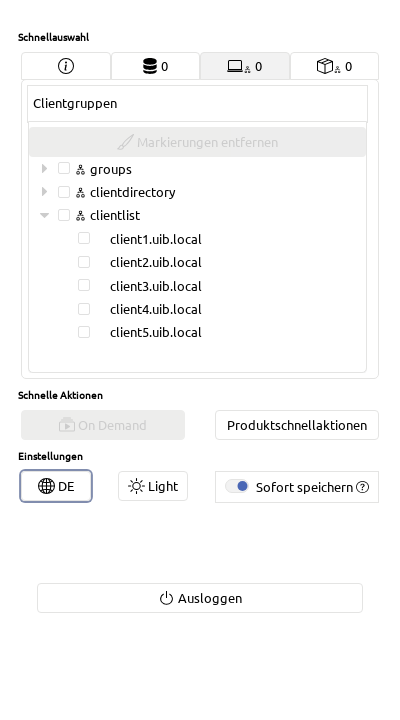 Schnellauswahl
0 0 0
Clientgruppen
Markierungen entfernen
groups
clientdirectory
clientlist
client1.uib.local
client2.uib.local
client3.uib.local
client4.uib.local
client5.uib.local
Schnelle Aktionen
On Demand Produktschnellaktionen
Einstellungen
DE Light Sofort speichern
Ausloggen